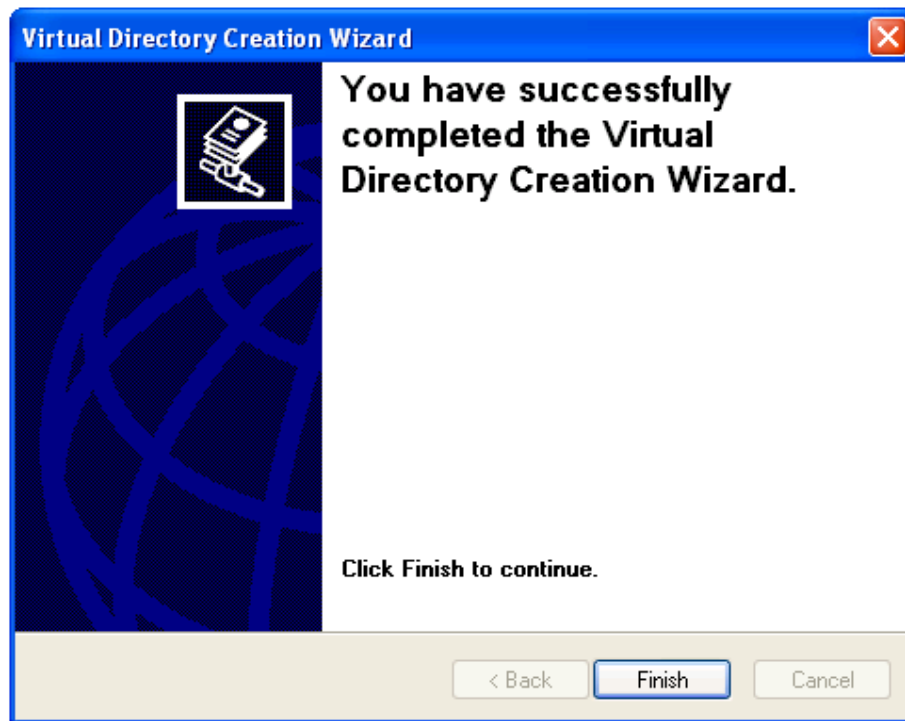 Virtual Directory Creation Wizard
You have successfully
completed the Virtual
Directory Creation Wizard.
Click Finish to continue.
< Back Finish Cancel